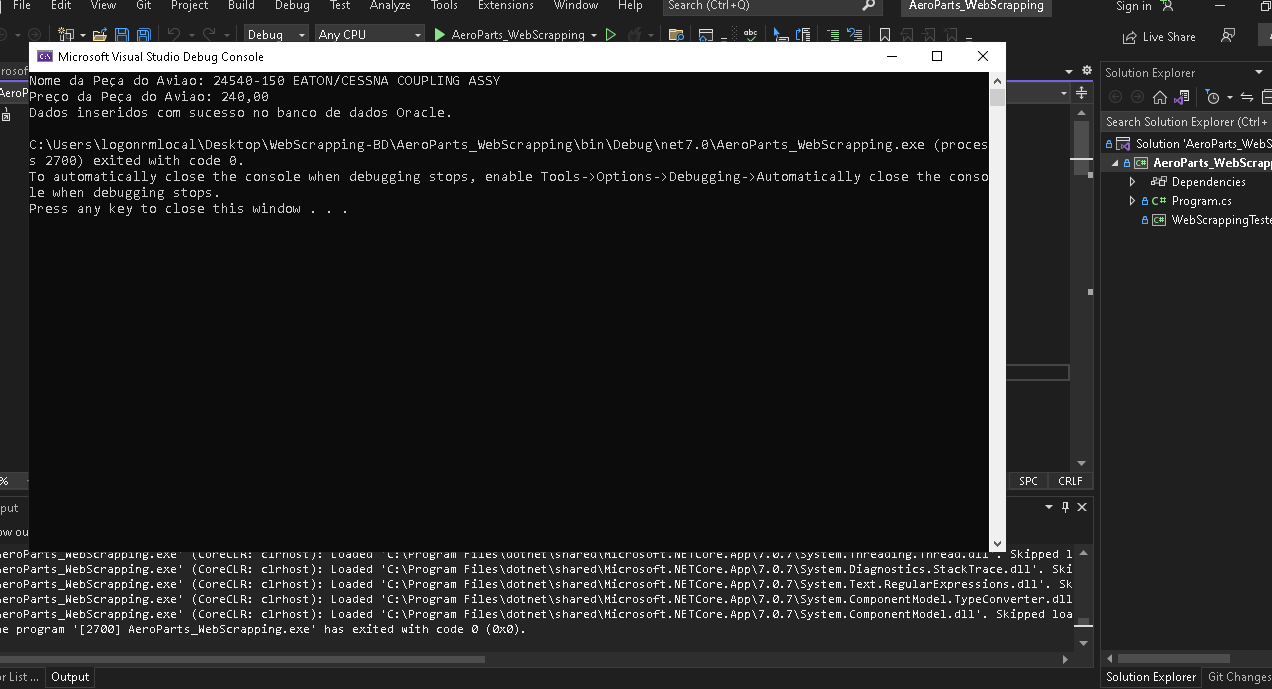 File Edit View Git Project Build Debug Test Analyze Tools Extensions Window Help Search (Ctrl+Q) AeroParts_WebScrapping Sign in
Debug Any CPU AeroParts_WebScrapping Live Share
Microsoft Visual Studio Debug Console
Nome da Peça do Aviao: 24540-150 EATON/CESSNA COUPLING ASSY
Preço da Peça do Aviao: 240,00
Dados inseridos com sucesso no banco de dados Oracle.
C:\Users\logonrmlocal\Desktop\WebScrapping-BD\AeroParts_WebScrapping\bin\Debug\net7.0\AeroParts_WebScrapping.exe (proces
s 2700) exited with code 0.
To automatically close the console when debugging stops, enable Tools->Options->Debugging->Automatically close the conso
le when debugging stops.
Press any key to close this window . . .
Solution Explorer
Search Solution Explorer (Ctrl+
Solution 'AeroParts_WebS
AeroParts_WebScrapp
Dependencies
C# Program.cs
C# WebScrappingTeste
% SPC CRLF
put
ow ou
AeroParts_WebScrapping.exe' (CoreCLR: clrhost): Loaded 'C:\Program Files\dotnet\shared\Microsoft.NETCore.App\7.0.7\System.Threading.Thread.dll'. Skipped l
AeroParts_WebScrapping.exe' (CoreCLR: clrhost): Loaded 'C:\Program Files\dotnet\shared\Microsoft.NETCore.App\7.0.7\System.Diagnostics.StackTrace.dll'. Ski
AeroParts_WebScrapping.exe' (CoreCLR: clrhost): Loaded 'C:\Program Files\dotnet\shared\Microsoft.NETCore.App\7.0.7\System.Text.RegularExpressions.dll'. Sk
AeroParts_WebScrapping.exe' (CoreCLR: clrhost): Loaded 'C:\Program Files\dotnet\shared\Microsoft.NETCore.App\7.0.7\System.ComponentModel.TypeConverter.dll
AeroParts_WebScrapping.exe' (CoreCLR: clrhost): Loaded 'C:\Program Files\dotnet\shared\Microsoft.NETCore.App\7.0.7\System.ComponentModel.dll'. Skipped loa
he program '[2700] AeroParts_WebScrapping.exe' has exited with code 0 (0x0).
or List ... Output Solution Explorer Git Changes